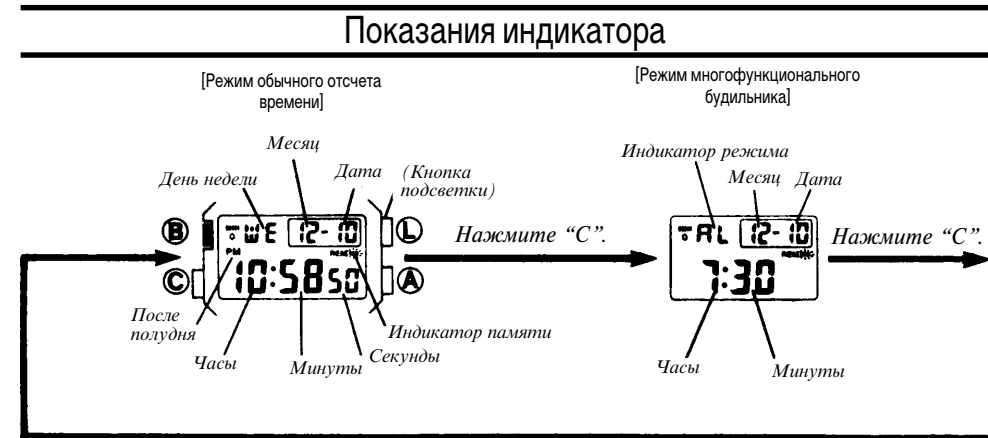 Показания индикатора
[Режим обычного отсчета
времени]
[Режим многофункционального
будильника]
Месяц
День недели
Дата
(Кнопка
подсветки)
B
L
C
A
WE 12-10
PM
10:58 50
После
полудня
Часы
Минуты
Секунды
Индикатор памяти
Нажмите “C”.
Индикатор режима
Месяц
Дата
AL 12-10
7:30
Часы
Минуты
Нажмите “C”.